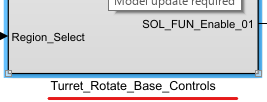 Model update required
SOL_FUN_Enable_01
Region_Select
Turret_Rotate_Base_Controls